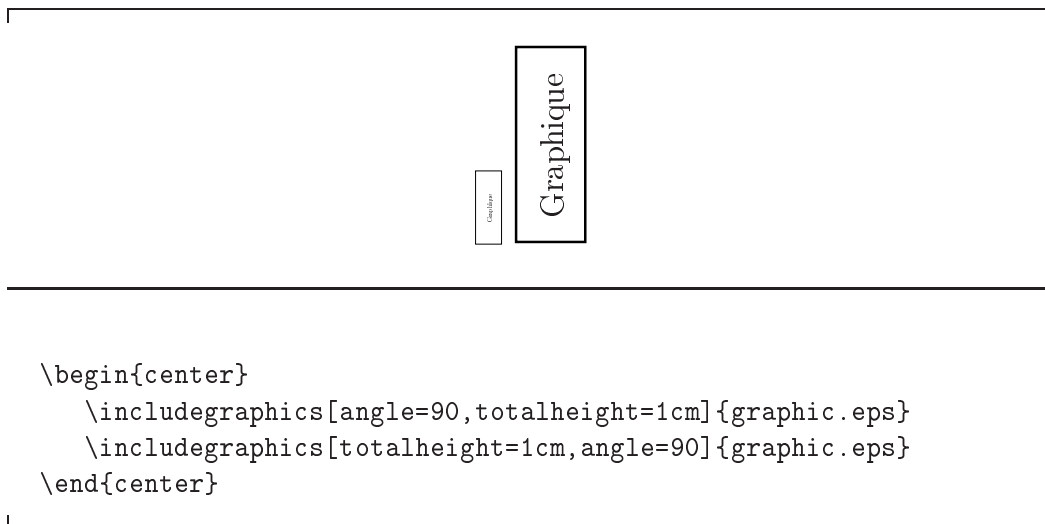 Graphique
Graphique
\begin{center}
\includegraphics[angle=90,totalheight=1cm]{graphic.eps}
\includegraphics[totalheight=1cm,angle=90]{graphic.eps}
\end{center}